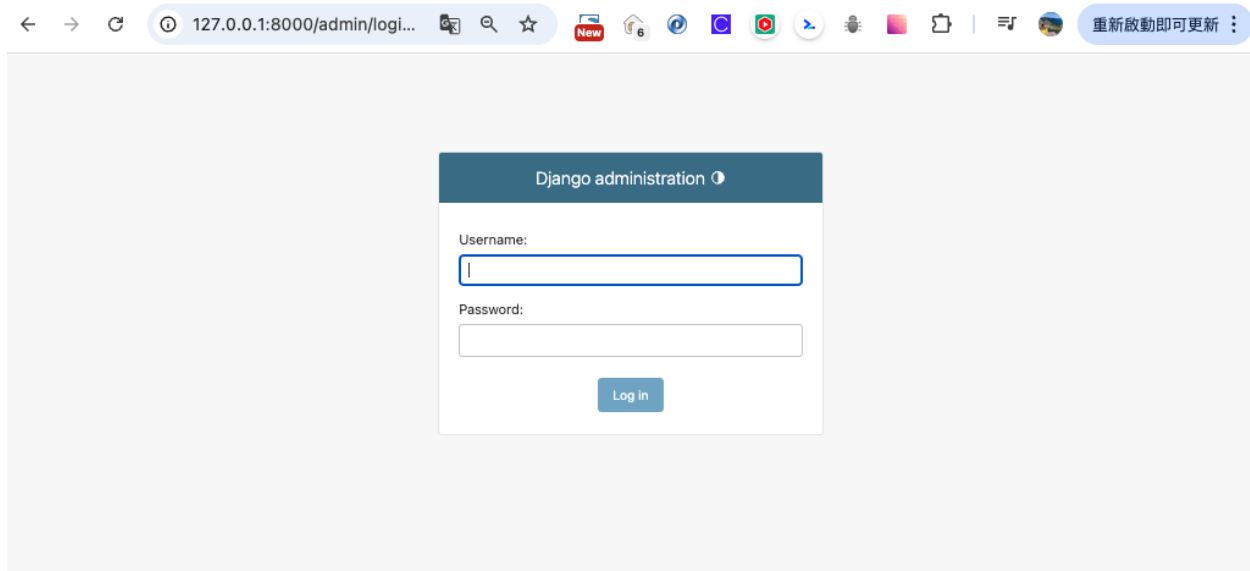 127.0.0.1:8000/admin/logi...
New
6
C
重新啟動即可更新
Django administration
Username:
Password:
Log in